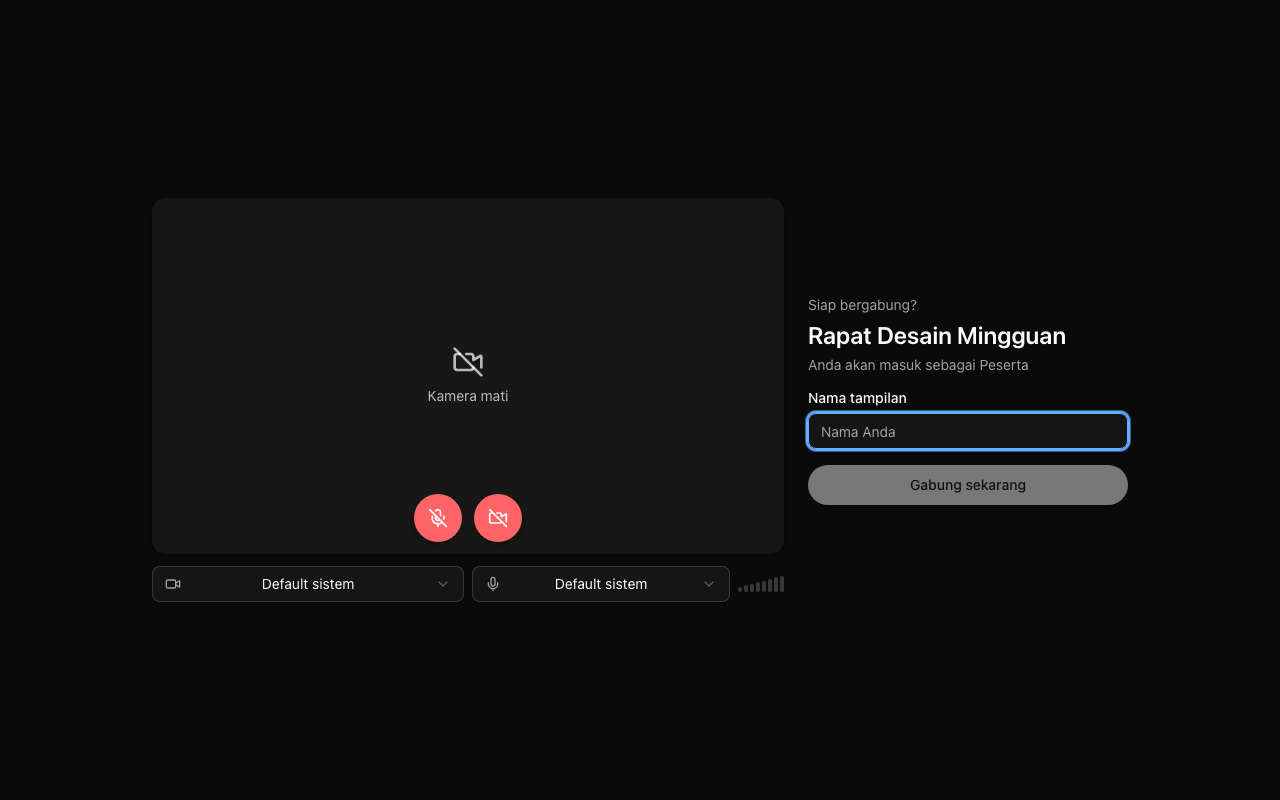 Kamera mati
Default sistem
Default sistem
Siap bergabung?
Rapat Desain Mingguan
Anda akan masuk sebagai Peserta
Nama tampilan
Nama Anda
Gabung sekarang